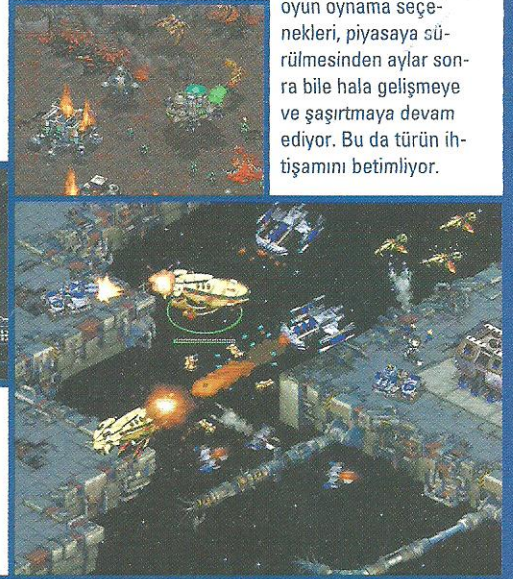 oyun oynama seçe-
nekleri, piyasaya sü-
rülmesinden aylar son-
ra bile hala gelişmeye
ve şaşırtmaya devam
ediyor. Bu da türün ih-
tişamını betimliyor.